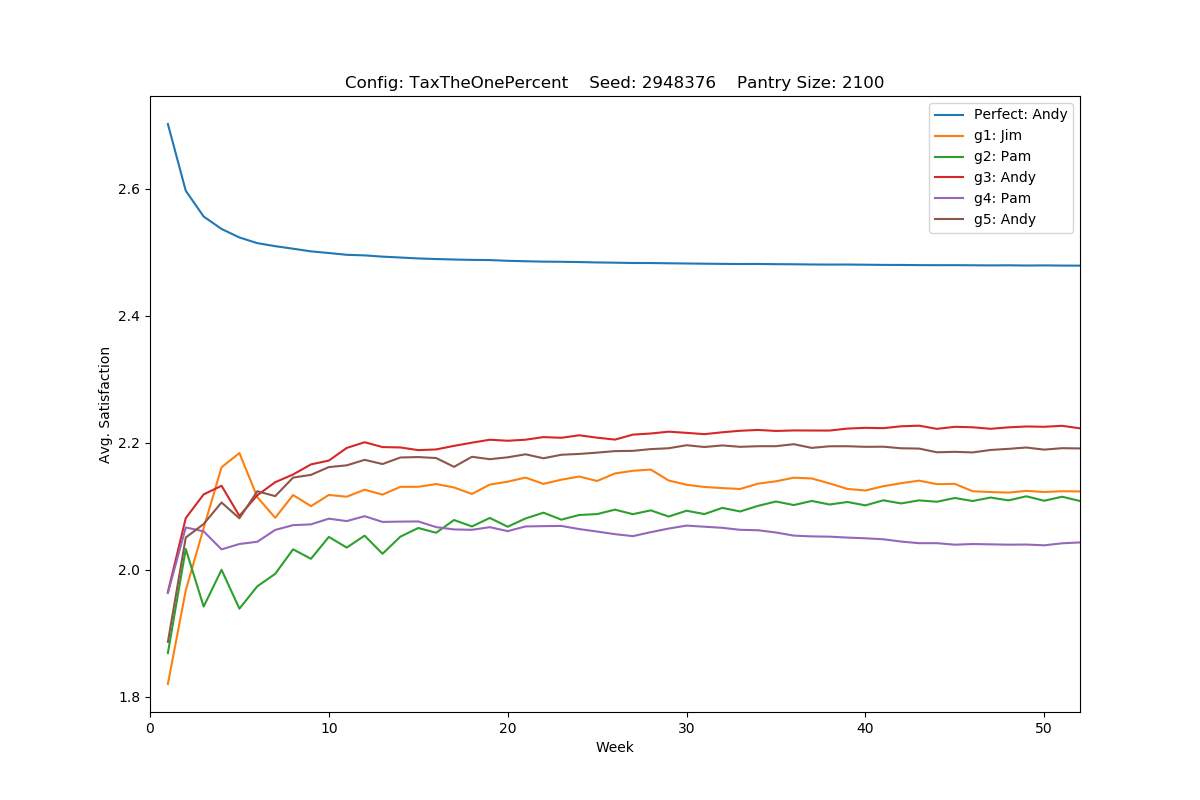 Config: TaxTheOnePercent    Seed: 2948376    Pantry Size: 2100
Perfect: Andy
g1: Jim
g2: Pam
g3: Andy
g4: Pam
g5: Andy
Avg. Satisfaction
2.6
2.4
2.2
2.0
1.8
0 10 20 30 40 50
Week